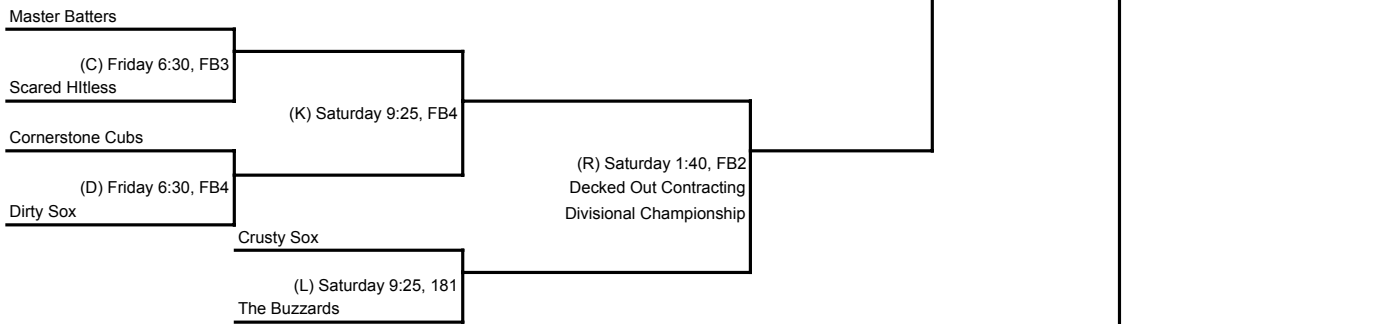 Master Batters
(C) Friday 6:30, FB3
Scared HItless
(K) Saturday 9:25, FB4
Cornerstone Cubs
(R) Saturday 1:40, FB2
(D) Friday 6:30, FB4
Decked Out Contracting
Dirty Sox
Divisional Championship
Crusty Sox
(L) Saturday 9:25, 181
The Buzzards